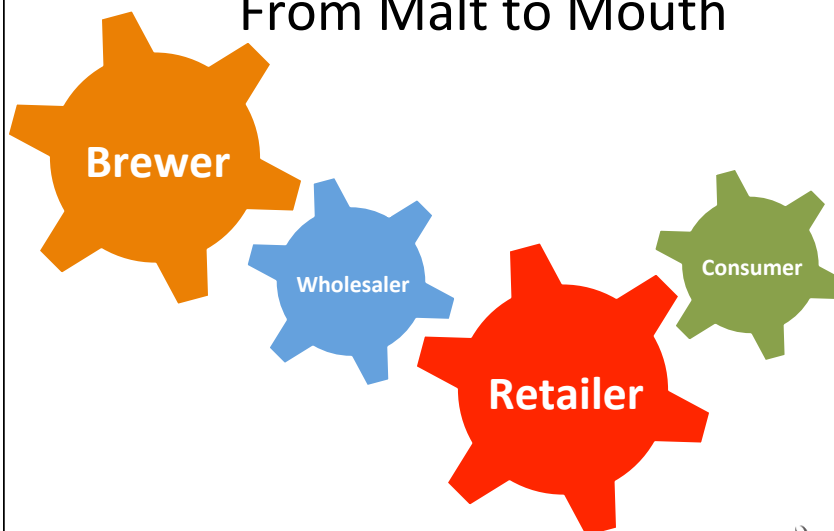 From Malt to Mouth
Brewer
Wholesaler
Consumer
Retailer